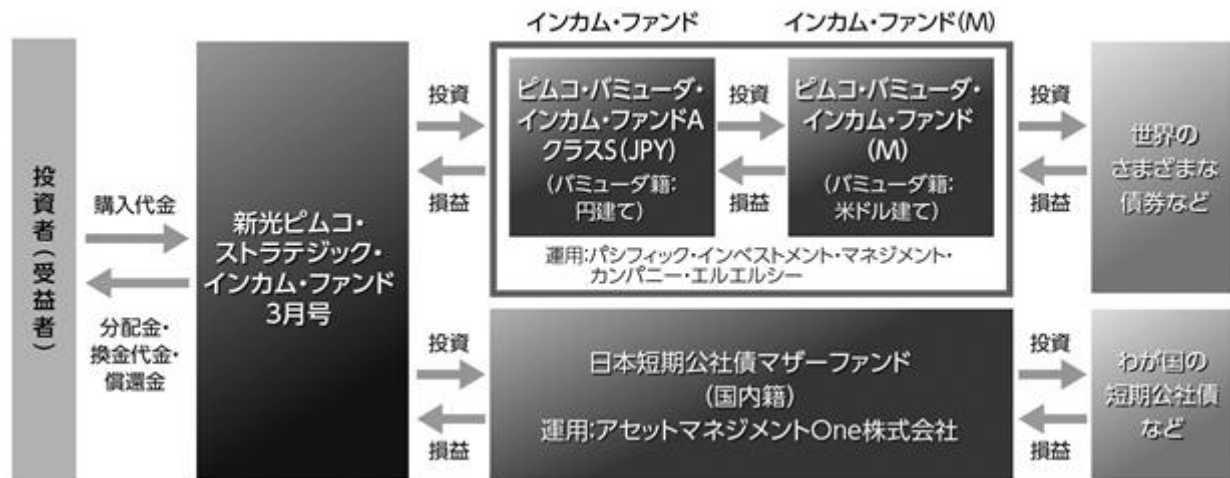 インカム・ファンド
インカム・ファンド(M)
投資者(受益者)
購入代金
分配金・
換金代金・
償還金
新光ピムコ・
ストラテジック・
インカム・ファンド
3月号
投資
損益
ピムコ・バミューダ・
インカム・ファンドA
クラスS(JPY)
(バミューダ籍:
円建て)
投資
損益
ピムコ・バミューダ・
インカム・ファンド
(M)
(バミューダ籍:
米ドル建て)
運用:パシフィック・インベストメント・マネジメント・
カンパニー・エルエルシー
投資
損益
世界の
さまざまな
債券など
投資
損益
日本短期公社債マザーファンド
(国内籍)
運用:アセットマネジメントOne株式会社
投資
損益
わが国の
短期公社債
など